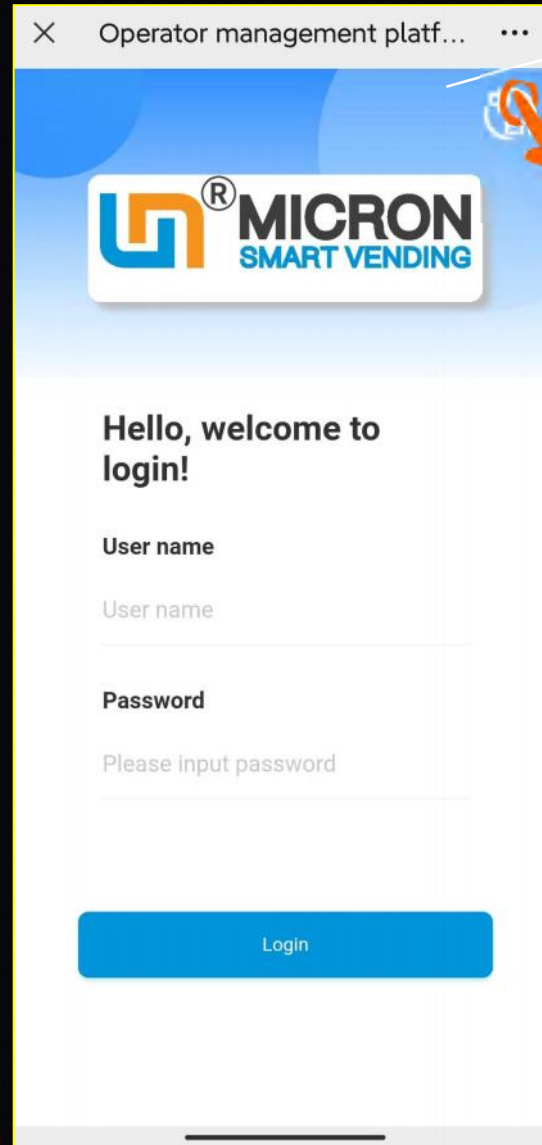 Operator management platf...
®
MICRON
SMART VENDING
Hello, welcome to
login!
User name
User name
Password
Please input password
Login